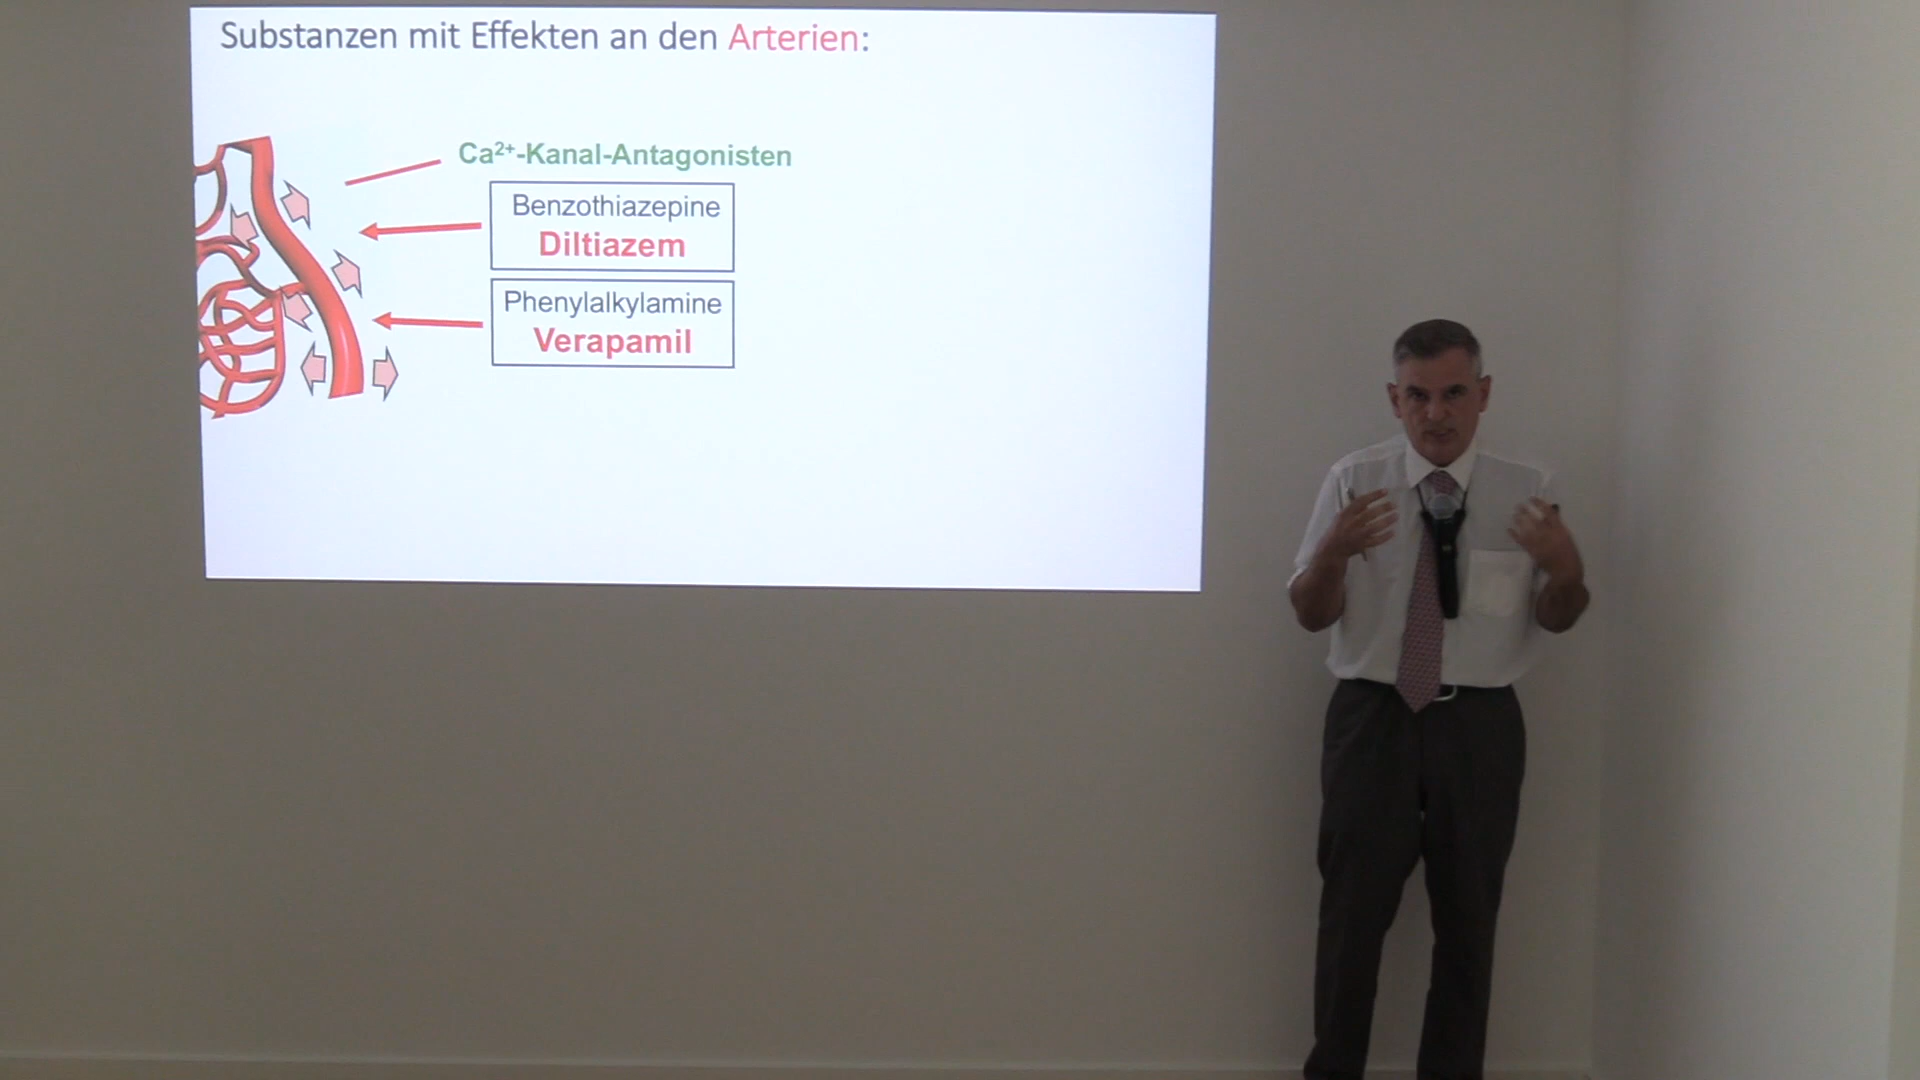 Substanzen mit Effekten an den Arterien:
Ca²⁺-Kanal-Antagonisten
Benzothiazepine
Diltiazem
Phenylalkylamine
Verapamil